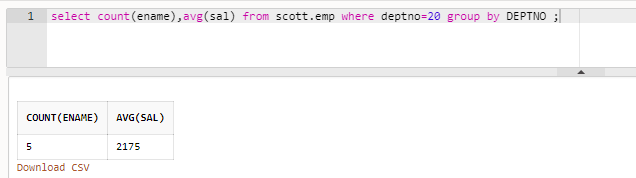 1 select count(ename),avg(sal) from scott.emp where deptno=20 group by DEPTNO ;
COUNT(ENAME) AVG(SAL)
5 2175
Download CSV